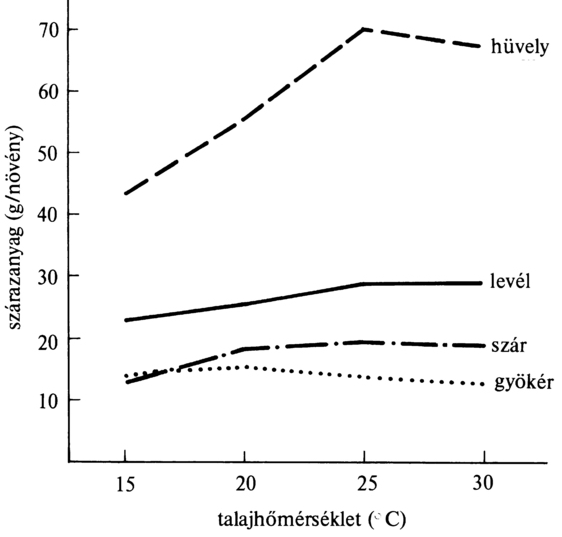 70
60
50
40
30
20
10
szárazanyag (g/növény)
hüvely
levél
szár
gyökér
15 20 25 30
talajhőmérséklet (°C)